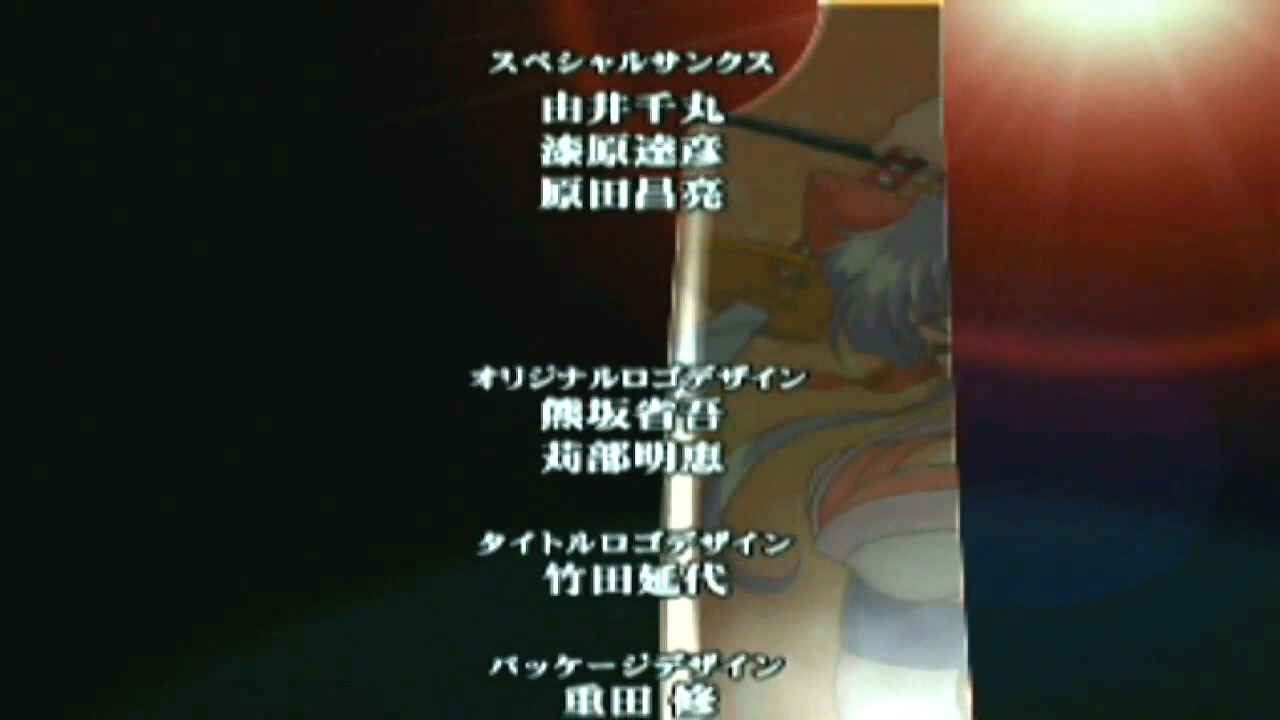 スペシャルサンクス
由井千丸
漆原達彦
原田昌亮
オリジナルロゴデザイン
熊坂省吾
苅部明恵
タイトルロゴデザイン
竹田延代
パッケージデザイン
重田 修